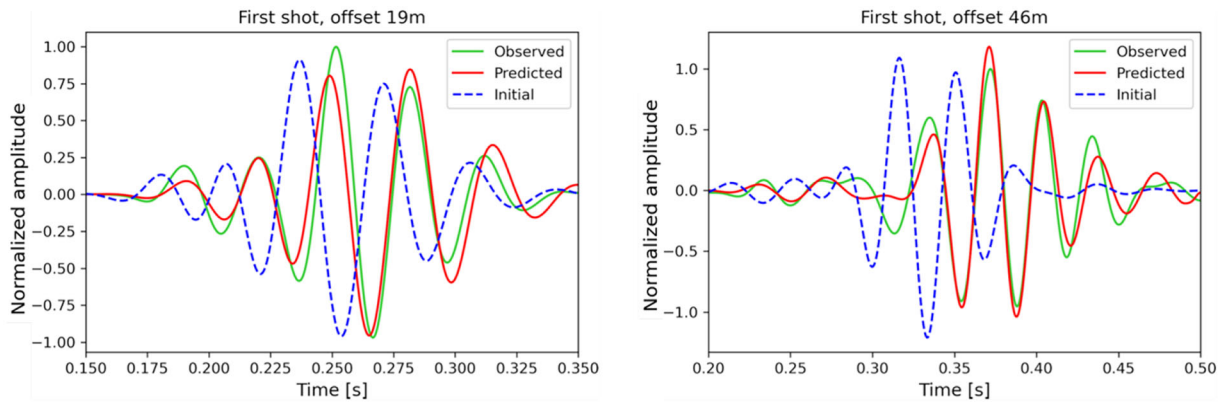 First shot, offset 19m
1.00
0.75
0.50
0.25
0.00
−0.25
−0.50
−0.75
−1.00
Normalized amplitude
Observed
Predicted
Initial
0.150 0.175 0.200 0.225 0.250 0.275 0.300 0.325 0.350
Time [s]
First shot, offset 46m
1.0
0.5
0.0
−0.5
−1.0
Normalized amplitude
Observed
Predicted
Initial
0.20 0.25 0.30 0.35 0.40 0.45 0.50
Time [s]